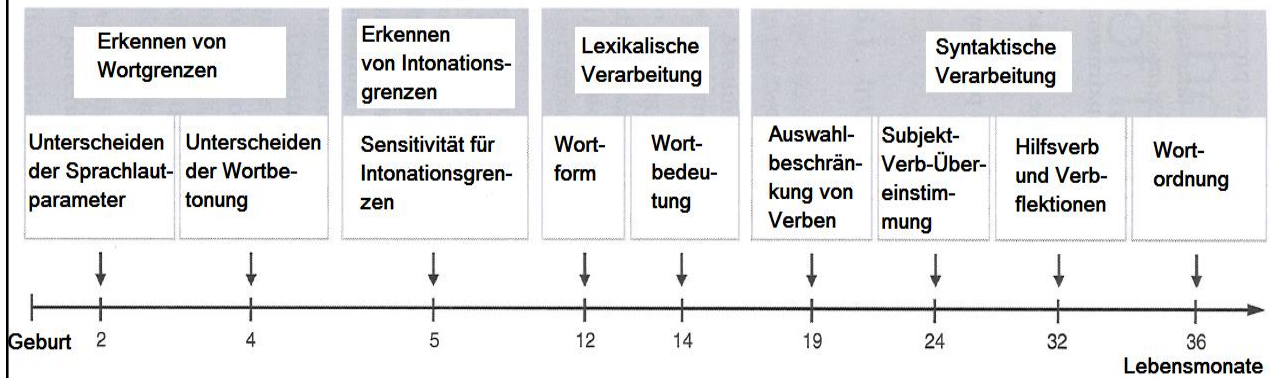 Erkennen von
Wortgrenzen
Erkennen
von Intonations-
grenzen
Lexikalische
Verarbeitung
Syntaktische
Verarbeitung
Unterscheiden
der Sprachlaut-
parameter
Unterscheiden
der Wortbe-
tonung
Sensitivität für
Intonationsgren-
zen
Wort-
form
Wort-
bedeu-
tung
Auswahl-
beschrän-
kung von
Verben
Subjekt-
Verb-Über-
einstim-
mung
Hilfsverb
und Verb-
flektionen
Wort-
ordnung
Geburt 2 4 5 12 14 19 24 32 36
Lebensmonate